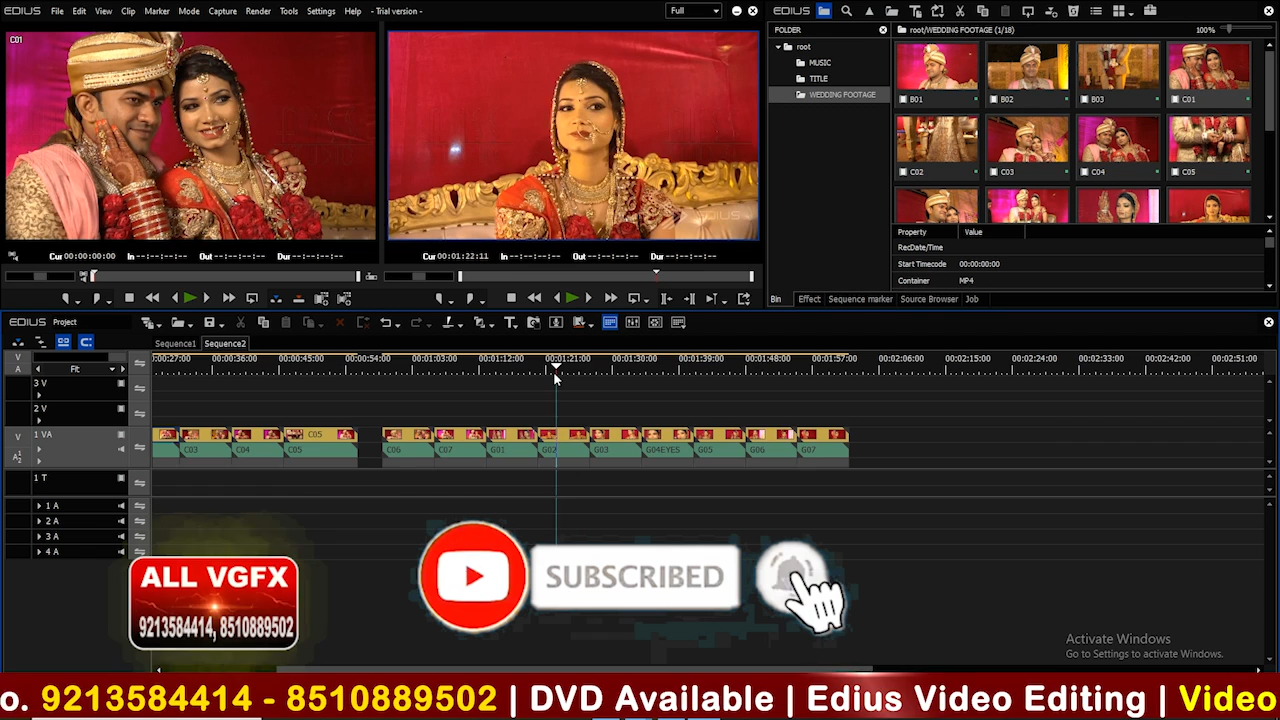 EDIUS File Edit View Clip Marker Mode Capture Render Tools Settings Help - Trial version - Full
C01
Cur 00:00:00:00 In --:--:--:-- Out --:--:--:-- Dur --:--:--:--
EDIUS
Cur 00:01:22:11 In --:--:--:-- Out --:--:--:-- Dur --:--:--:--
EDIUS
FOLDER
root
MUSIC
TITLE
WEDDING FOOTAGE
root/WEDDING FOOTAGE (1/18) 100%
B01 B02 B03 C01
C02 C03 C04 C05
Property Value
RecDate/Time
Start Timecode 00:00:00:00
Container MP4
Bin Effect Sequence marker Source Browser Job
EDIUS Project
Sequence1 Sequence2
V
A
Fit
:00:27:00 00:00:36:00 00:00:45:00 00:00:54:00 00:01:03:00 00:01:12:00 00:01:21:00 00:01:30:00 00:01:39:00 00:01:48:00 00:01:57:00 00:02:06:00 00:02:15:00 00:02:24:00 00:02:33:00 00:02:42:00 00:02:51:00
3 V
2 V
V 1 VA C05
A12 C03 C04 C05 C06 C07 G01 G02 G03 G04EYES G05 G06 G07
1 T
1 A
2 A
3 A
4 A
ALL VGFX
9213584414, 8510889502
SUBSCRIBED
Activate Windows
Go to Settings to activate Windows.
o. 9213584414 - 8510889502 | DVD Available | Edius Video Editing | Video